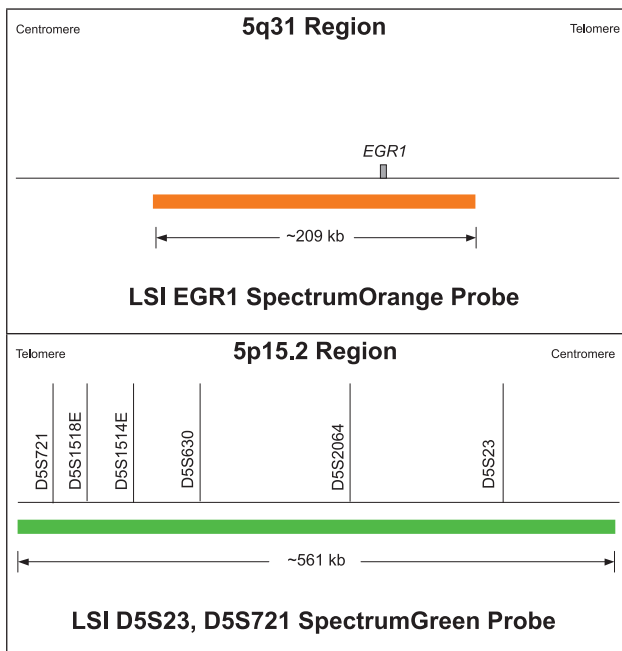 5q31 Region
Centromere
Telomere
EGR1
~209 kb
LSI EGR1 SpectrumOrange Probe
5p15.2 Region
Telomere
Centromere
D5S721
D5S1518E
D5S1514E
D5S630
D5S2064
D5S23
~561 kb
LSI D5S23, D5S721 SpectrumGreen Probe